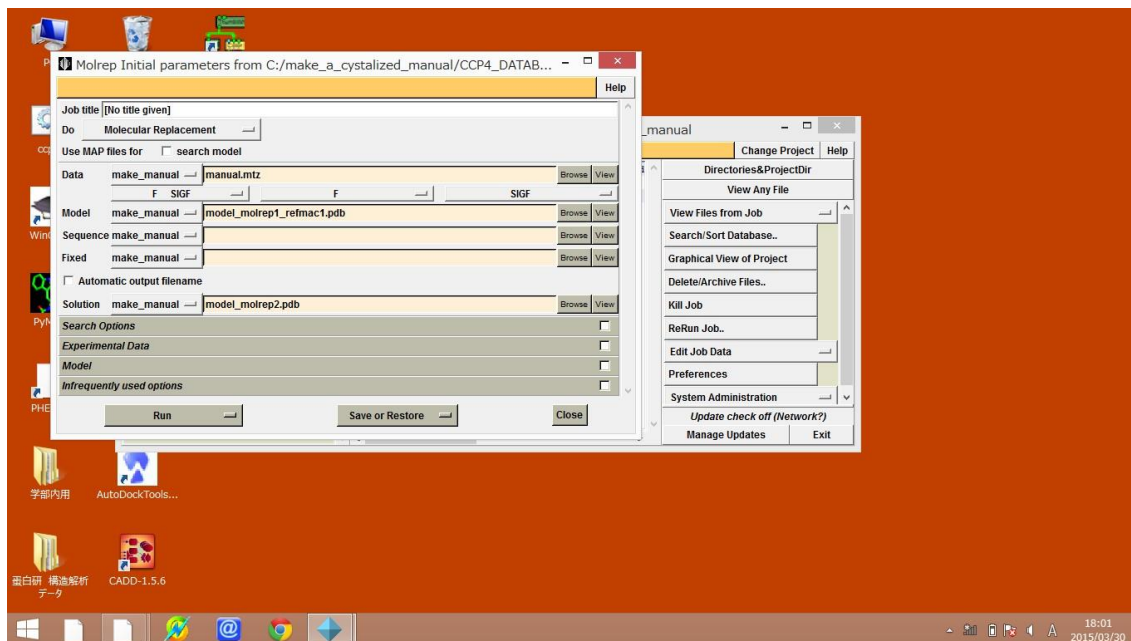 Molrep Initial parameters from C:/make_a_cystalized_manual/CCP4_DATAB...
Help
Job title [No title given]
Do Molecular Replacement
Use MAP files for search model
Data make_manual manual.mtz Browse View
F SIGF F SIGF
Model make_manual model_molrep1_refmac1.pdb Browse View
Sequence make_manual Browse View
Fixed make_manual Browse View
Automatic output filename
Solution make_manual model_molrep2.pdb Browse View
Search Options
Experimental Data
Model
Infrequently used options
Run Save or Restore Close
_manual
Change Project Help
Directories&ProjectDir
View Any File
View Files from Job
Search/Sort Database..
Graphical View of Project
Delete/Archive Files..
Kill Job
ReRun Job..
Edit Job Data
Preferences
System Administration
Update check off (Network?)
Manage Updates Exit
P
cc
Win
PyM
PHE
学部内用
AutoDockTools...
蛋白研 構造解析
データ
CADD-1.5.6
A
18:01
2015/03/30